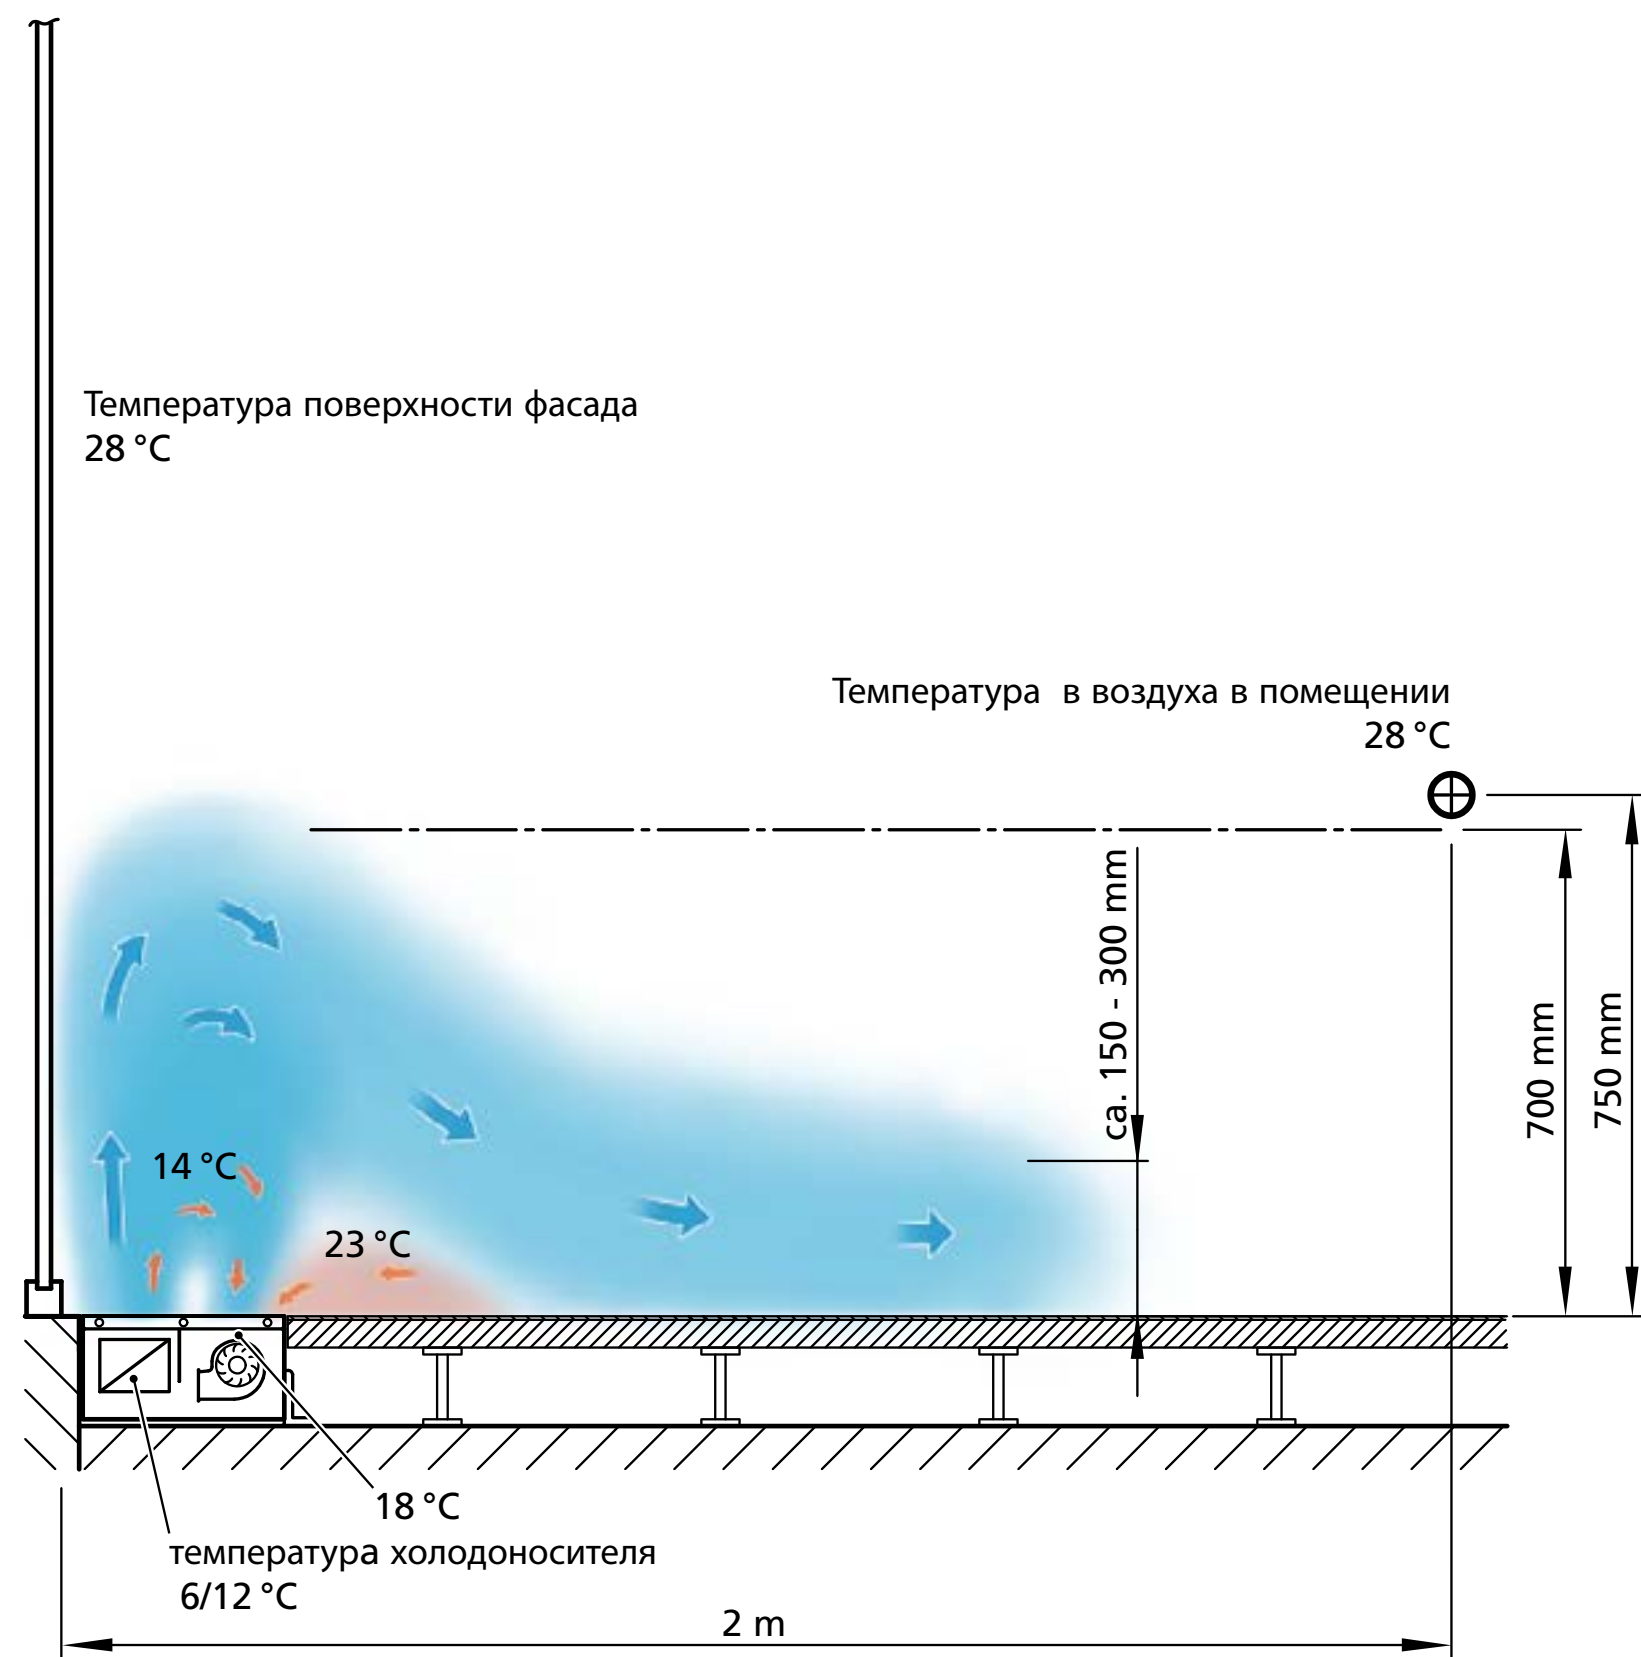 Температура поверхности фасада
28 °C
Температура в воздуха в помещении
28 °C
ca. 150 - 300 mm
700 mm
750 mm
14 °C
23 °C
18 °C
температура холодоносителя
6/12 °C
2 m